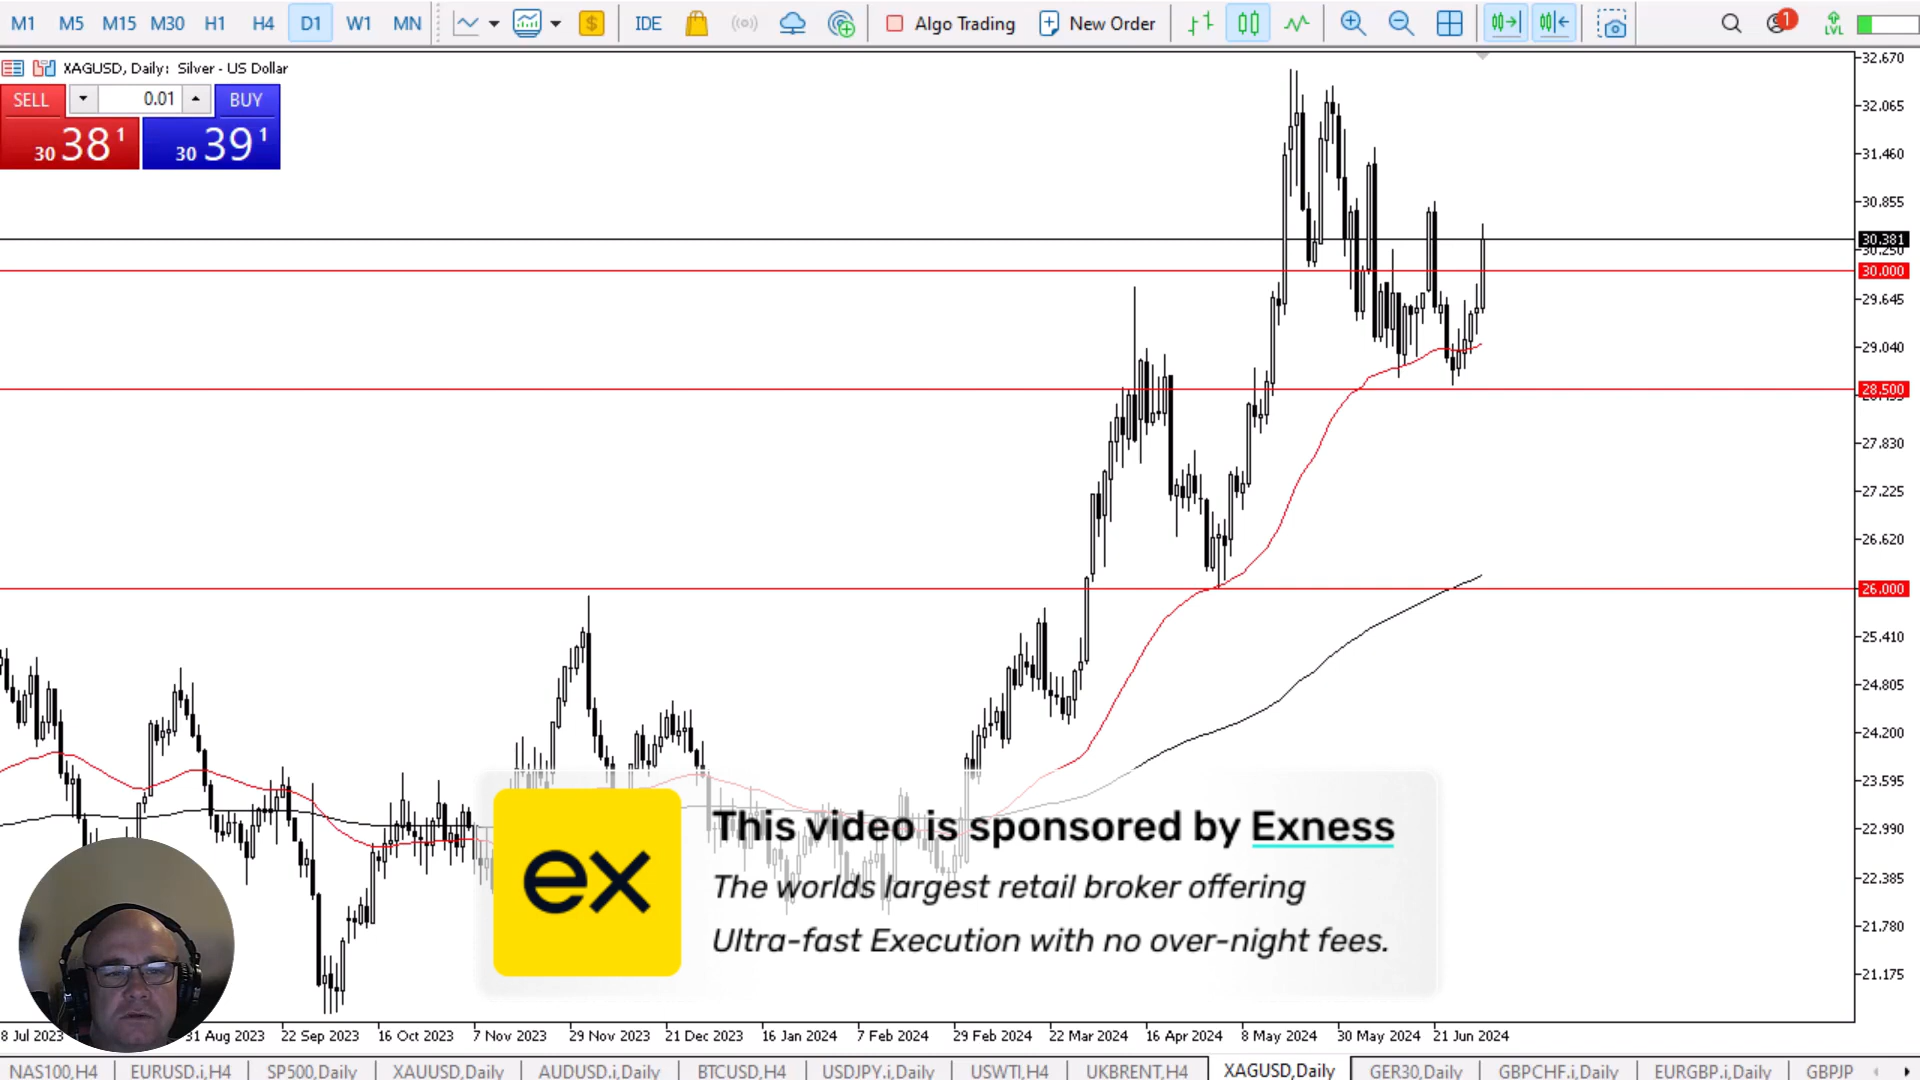 M1 M5 M15 M30 H1 H4 D1 W1 MN IDE Algo Trading New Order 1 LVL
XAGUSD, Daily: Silver - US Dollar
SELL 0.01 BUY
30 38 1 30 39 1
32.670
32.065
31.460
30.855
30.381
30.250
30.000
29.645
29.040
28.500
27.830
27.225
26.620
26.000
25.410
24.805
24.200
23.595
22.990
22.385
21.780
21.175
ex
This video is sponsored by Exness
The worlds largest retail broker offering
Ultra-fast Execution with no over-night fees.
8 Jul 2023 31 Aug 2023 22 Sep 2023 16 Oct 2023 7 Nov 2023 29 Nov 2023 21 Dec 2023 16 Jan 2024 7 Feb 2024 29 Feb 2024 22 Mar 2024 16 Apr 2024 8 May 2024 30 May 2024 21 Jun 2024
NAS100,H4 EURUSD.i,H4 SP500,Daily XAUUSD,Daily AUDUSD.i,Daily BTCUSD,H4 USDJPY.i,Daily USWTI,H4 UKBRENT,H4 XAGUSD,Daily GER30,Daily GBPCHF.i,Daily EURGBP.i,Daily GBPJP